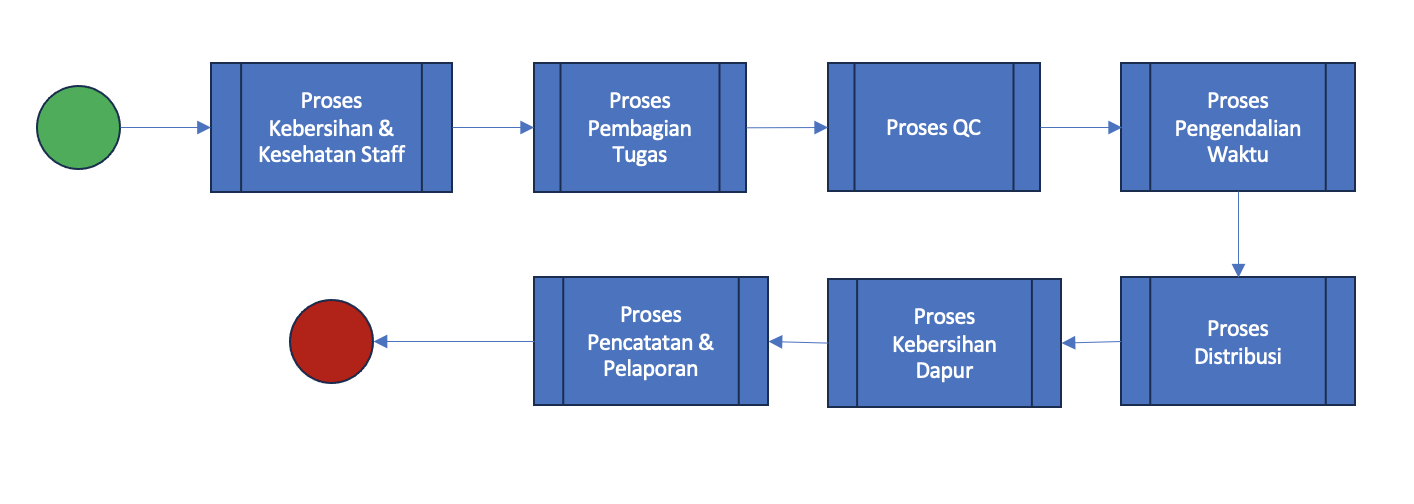 Proses
Kebersihan &
Kesehatan Staff
Proses
Pembagian
Tugas
Proses QC
Proses
Pengendalian
Waktu
Proses
Distribusi
Proses
Kebersihan
Dapur
Proses
Pencatatan &
Pelaporan